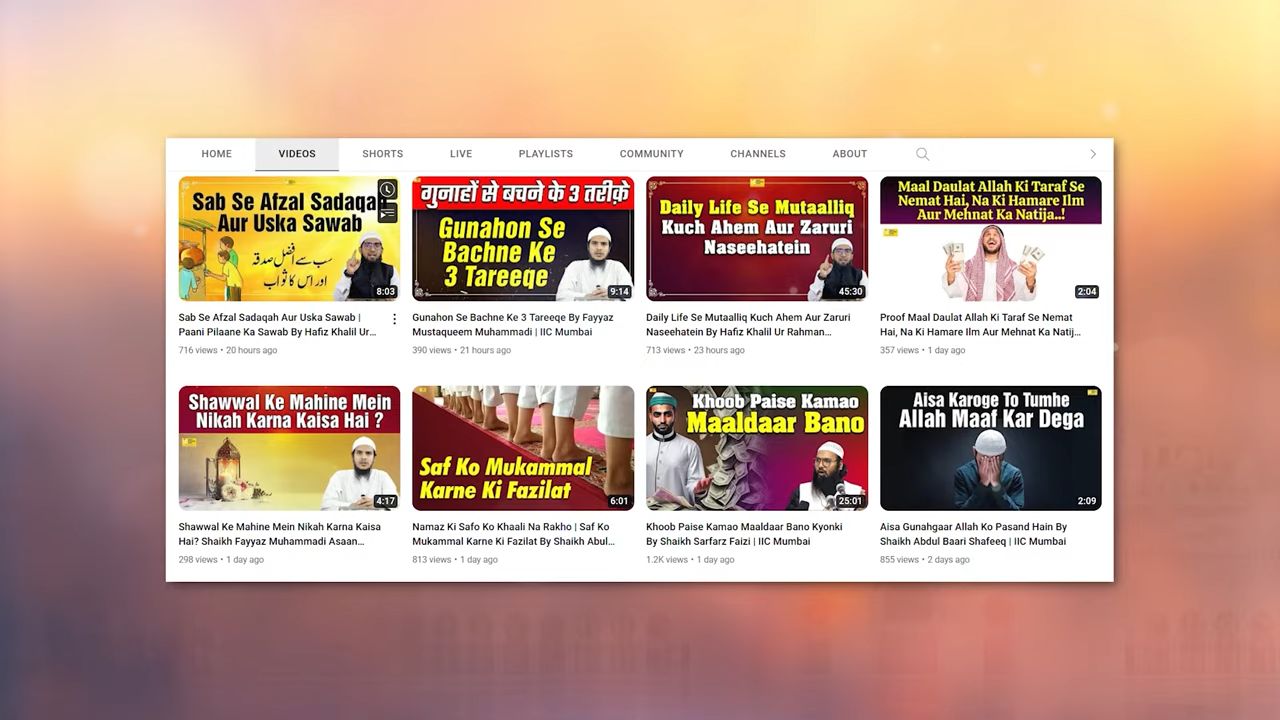 HOME VIDEOS SHORTS LIVE PLAYLISTS COMMUNITY CHANNELS ABOUT
Sab Se Afzal Sadaqah
Aur Uska Sawab
سب سے افضل صدقہ
اور اس کا ثواب
8:03
Sab Se Afzal Sadaqah Aur Uska Sawab |
Paani Pilaane Ka Sawab By Hafiz Khalil Ur...
716 views • 20 hours ago
गुनाहों से बचने के 3 तरीक़े
Gunahon Se
Bachne Ke
3 Tareeqe
9:14
Gunahon Se Bachne Ke 3 Tareeqe By Fayyaz
Mustaqueem Muhammadi | IIC Mumbai
390 views • 21 hours ago
Daily Life Se Mutaalliq
Kuch Ahem Aur Zaruri
Naseehatein
45:30
Daily Life Se Mutaalliq Kuch Ahem Aur Zaruri
Naseehatein By Hafiz Khalil Ur Rahman...
713 views • 23 hours ago
Maal Daulat Allah Ki Taraf Se
Nemat Hai, Na Ki Hamare Ilm
Aur Mehnat Ka Natija..!
2:04
Proof Maal Daulat Allah Ki Taraf Se Nemat
Hai, Na Ki Hamare Ilm Aur Mehnat Ka Natij...
357 views • 1 day ago
Shawwal Ke Mahine Mein
Nikah Karna Kaisa Hai ?
4:17
Shawwal Ke Mahine Mein Nikah Karna Kaisa
Hai? Shaikh Fayyaz Muhammadi Asaan...
298 views • 1 day ago
Saf Ko Mukammal
Karne Ki Fazilat
6:01
Namaz Ki Safo Ko Khaali Na Rakho | Saf Ko
Mukammal Karne Ki Fazilat By Shaikh Abul...
813 views • 1 day ago
Khoob Paise Kamao
Maaldaar Bano
25:01
Khoob Paise Kamao Maaldaar Bano Kyonki
By Shaikh Sarfarz Faizi | IIC Mumbai
1.2K views • 1 day ago
Aisa Karoge To Tumhe
Allah Maaf Kar Dega
2:09
Aisa Gunahgaar Allah Ko Pasand Hain By
Shaikh Abdul Baari Shafeeq | IIC Mumbai
855 views • 2 days ago